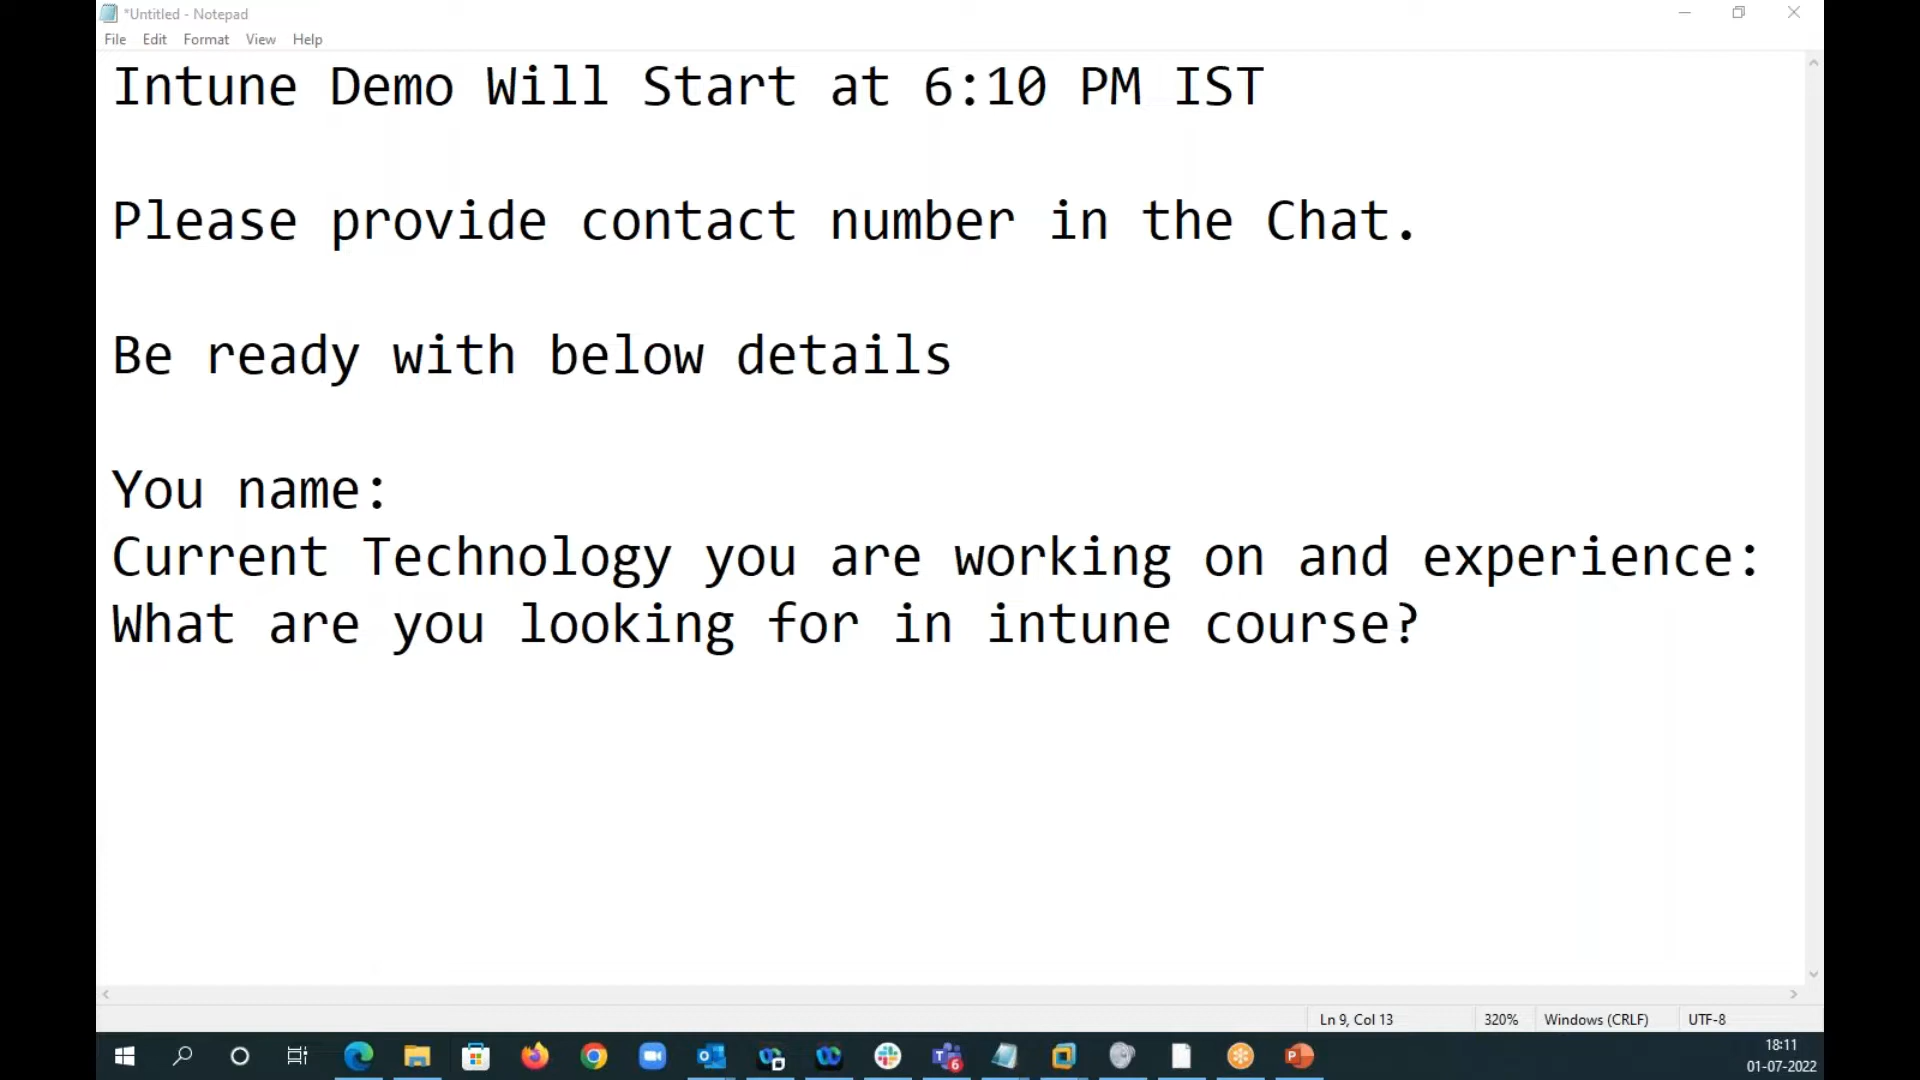 *Untitled - Notepad
File Edit Format View Help
Intune Demo Will Start at 6:10 PM IST
Please provide contact number in the Chat.
Be ready with below details
You name:
Current Technology you are working on and experience:
What are you looking for in intune course?
Ln 9, Col 13 320% Windows (CRLF) UTF-8
18:11
01-07-2022